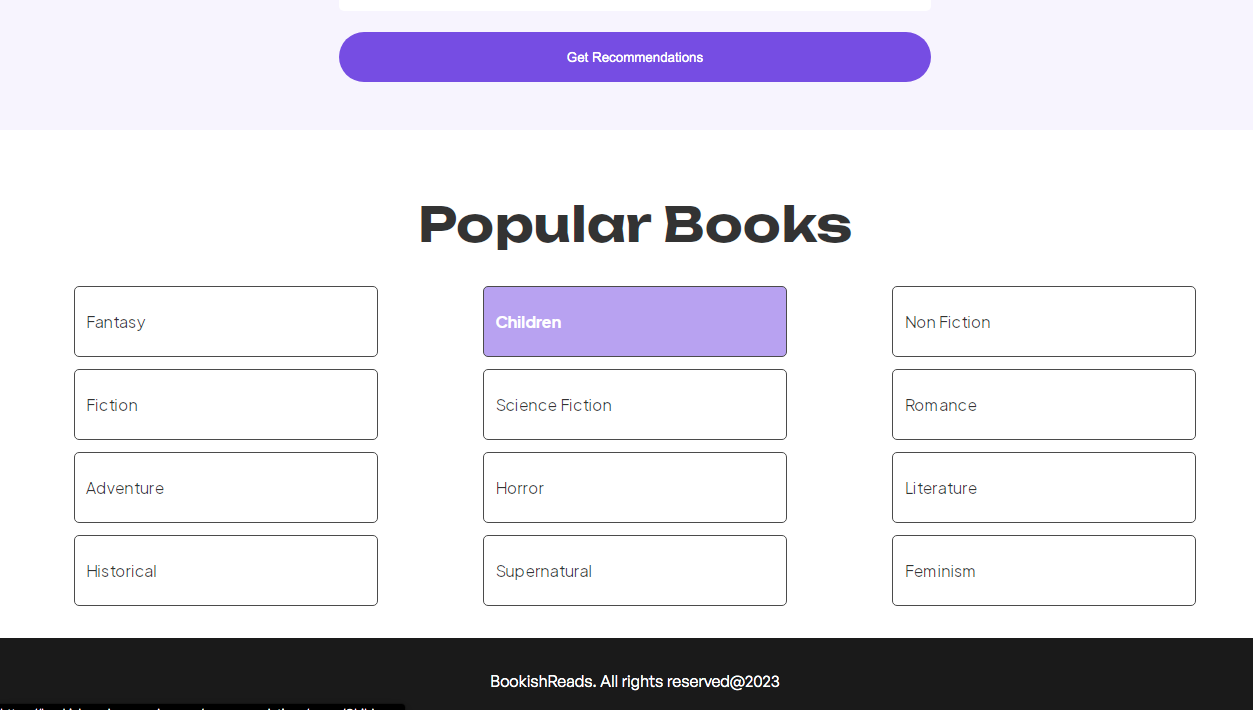 Get Recommendations
Popular Books
Fantasy
Children
Non Fiction
Fiction
Science Fiction
Romance
Adventure
Horror
Literature
Historical
Supernatural
Feminism
BookishReads. All rights reserved@2023